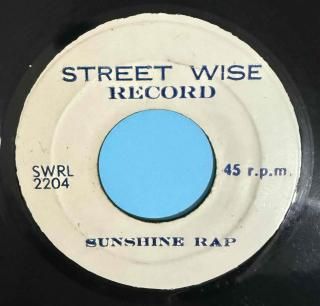 STREET WISE
RECORD
SWRL
2204
45 r.p.m.
SUNSHINE RAP